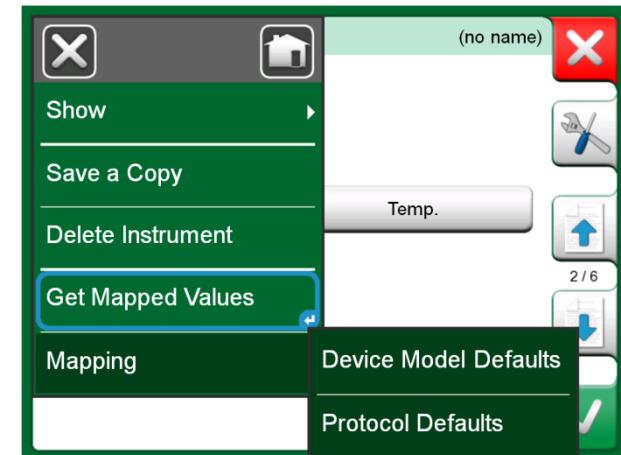 (no name)
Show
Save a Copy
Temp.
Delete Instrument
2 / 6
Get Mapped Values
Mapping
Device Model Defaults
Protocol Defaults